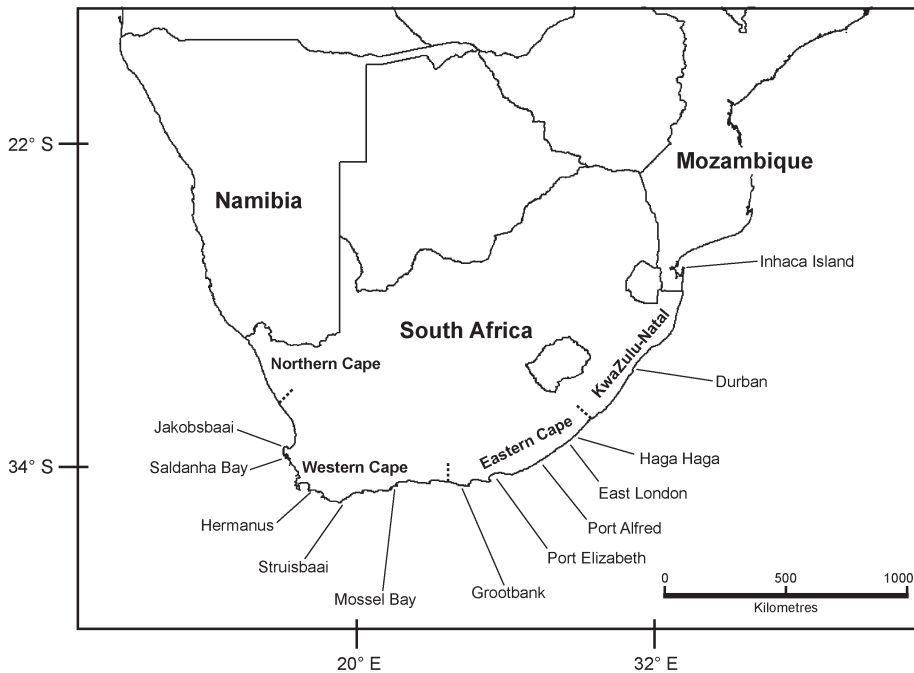 22° S
Mozambique
Namibia
Inhaca Island
South Africa
KwaZulu-Natal
Northern Cape
Durban
Jakobsbaai
Eastern Cape
Haga Haga
Saldanha Bay
Western Cape
34° S
East London
Hermanus
Port Alfred
Port Elizabeth
Struisbaai
Grootbank
Mossel Bay
0 500 1000
Kilometres
20° E 32° E